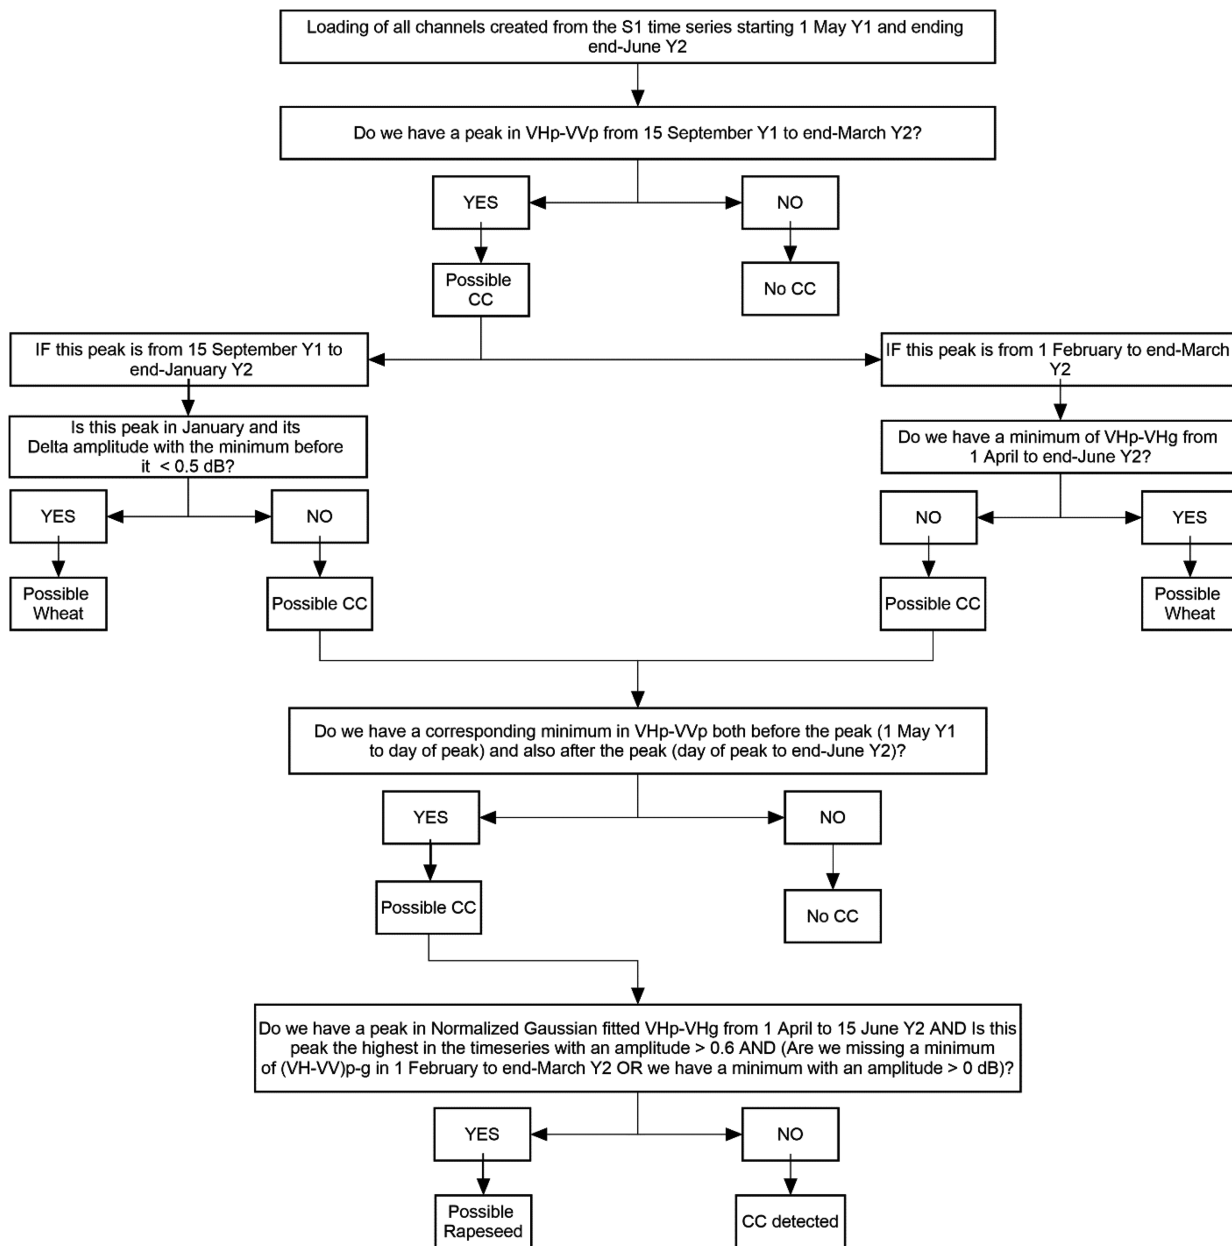 Loading of all channels created from the S1 time series starting 1 May Y1 and ending
end-June Y2
Do we have a peak in VHp-VVp from 15 September Y1 to end-March Y2?
YES
NO
Possible
CC
No CC
IF this peak is from 15 September Y1 to
end-January Y2
IF this peak is from 1 February to end-March
Y2
Is this peak in January and its
Delta amplitude with the minimum before
it < 0.5 dB?
Do we have a minimum of VHp-VHg from
1 April to end-June Y2?
YES
NO
NO
YES
Possible
Wheat
Possible CC
Possible CC
Possible
Wheat
Do we have a corresponding minimum in VHp-VVp both before the peak (1 May Y1
to day of peak) and also after the peak (day of peak to end-June Y2)?
YES
NO
Possible CC
No CC
Do we have a peak in Normalized Gaussian fitted VHp-VHg from 1 April to 15 June Y2 AND Is this
peak the highest in the timeseries with an amplitude > 0.6 AND (Are we missing a minimum
of (VH-VV)p-g in 1 February to end-March Y2 OR we have a minimum with an amplitude > 0 dB)?
YES
NO
Possible
Rapeseed
CC detected